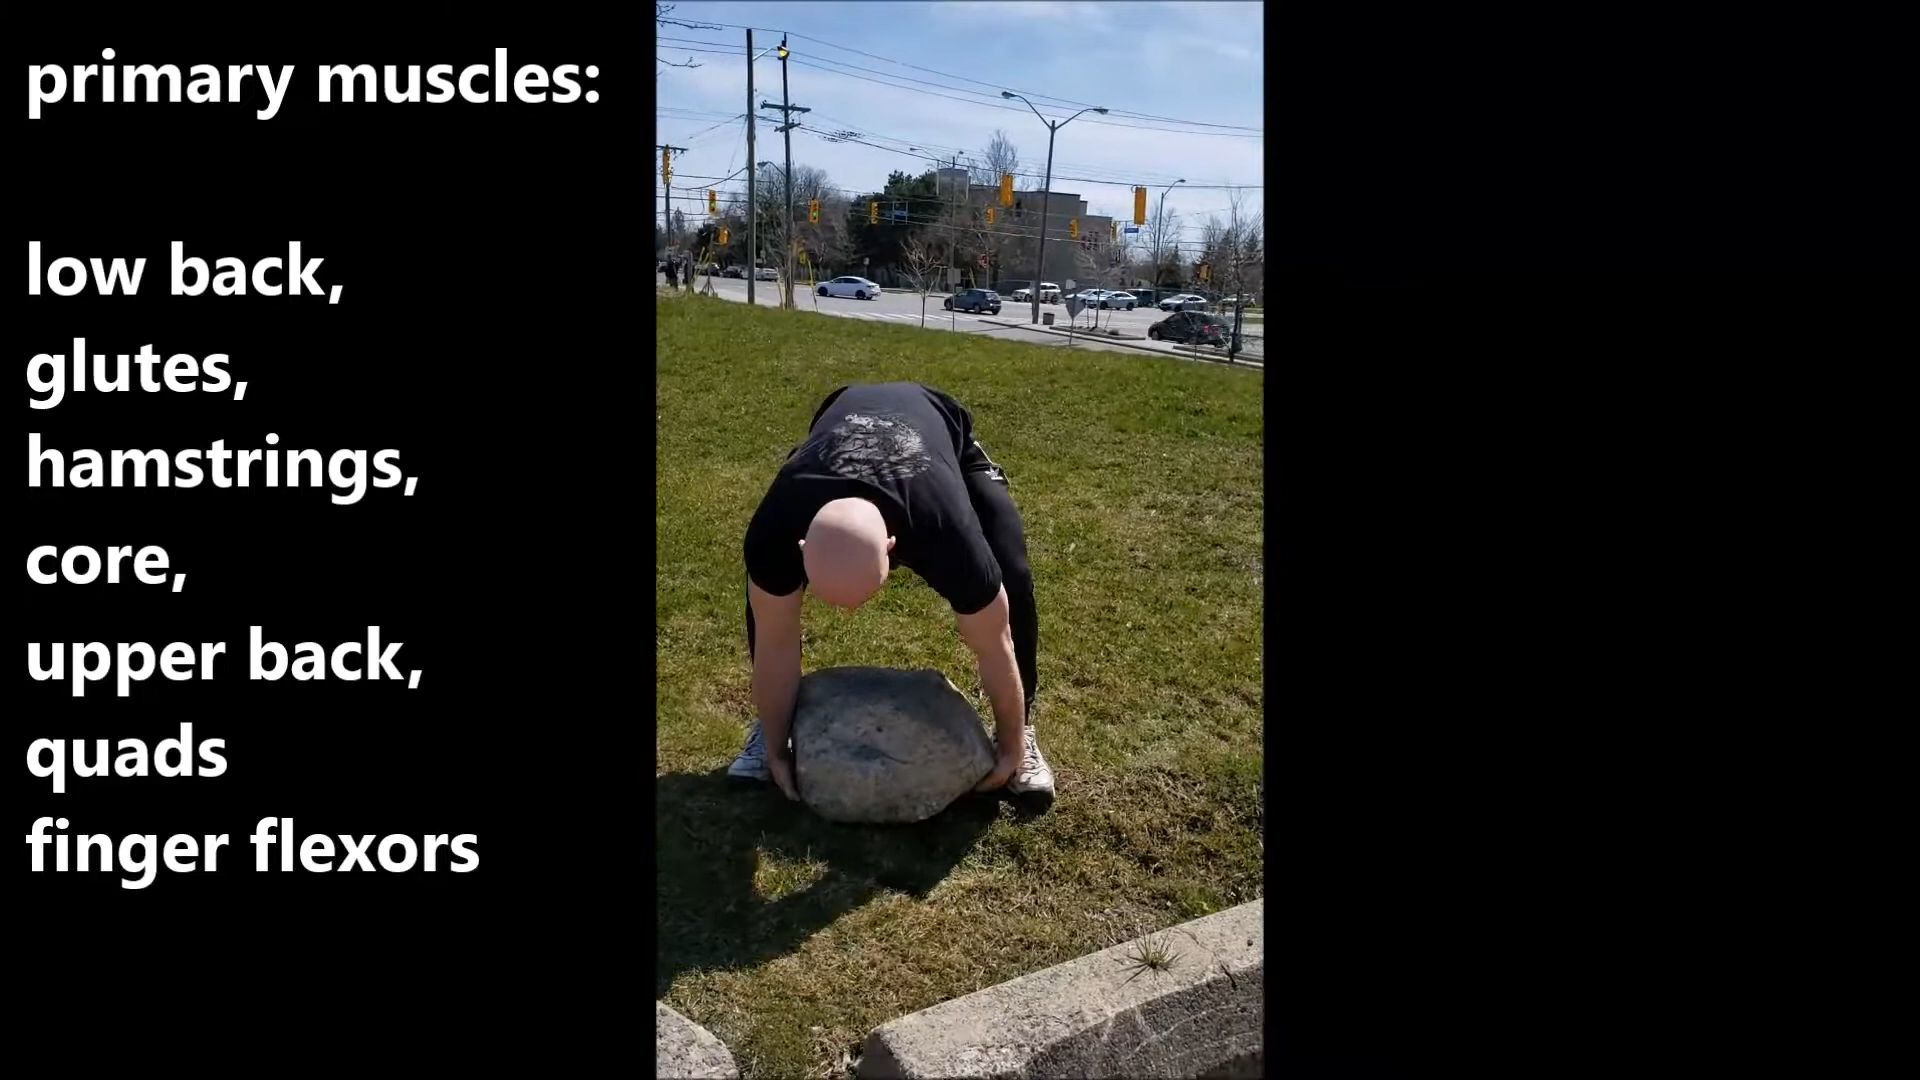 primary muscles:
low back,
glutes,
hamstrings,
core,
upper back,
quads
finger flexors